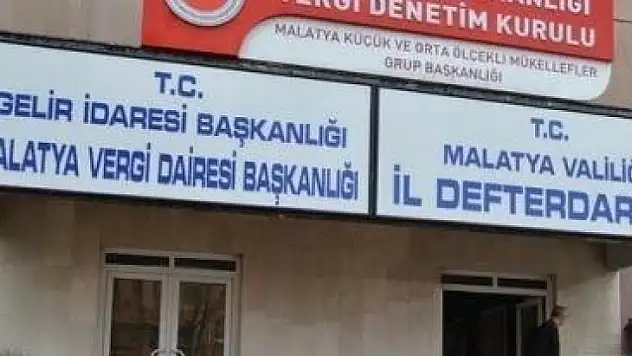 VERGİ DENETİM KURULU
MALATYA KÜÇÜK VE ORTA ÖLÇEKLİ MÜKELLEFLER
GRUP BAŞKANLIĞI
T.C.
GELİR İDARESİ BAŞKANLIĞI
MALATYA VERGİ DAİRESİ BAŞKANLIĞI
T.C.
MALATYA VALİLİĞ
İL DEFTERDAR